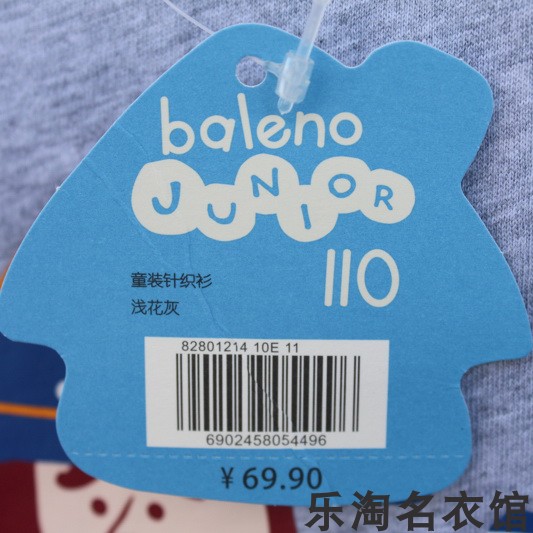 baleno
JUNIOR
110
童装针织衫
浅花灰
82801214 10E 11
6902458054496
¥ 69.90
乐淘名衣馆